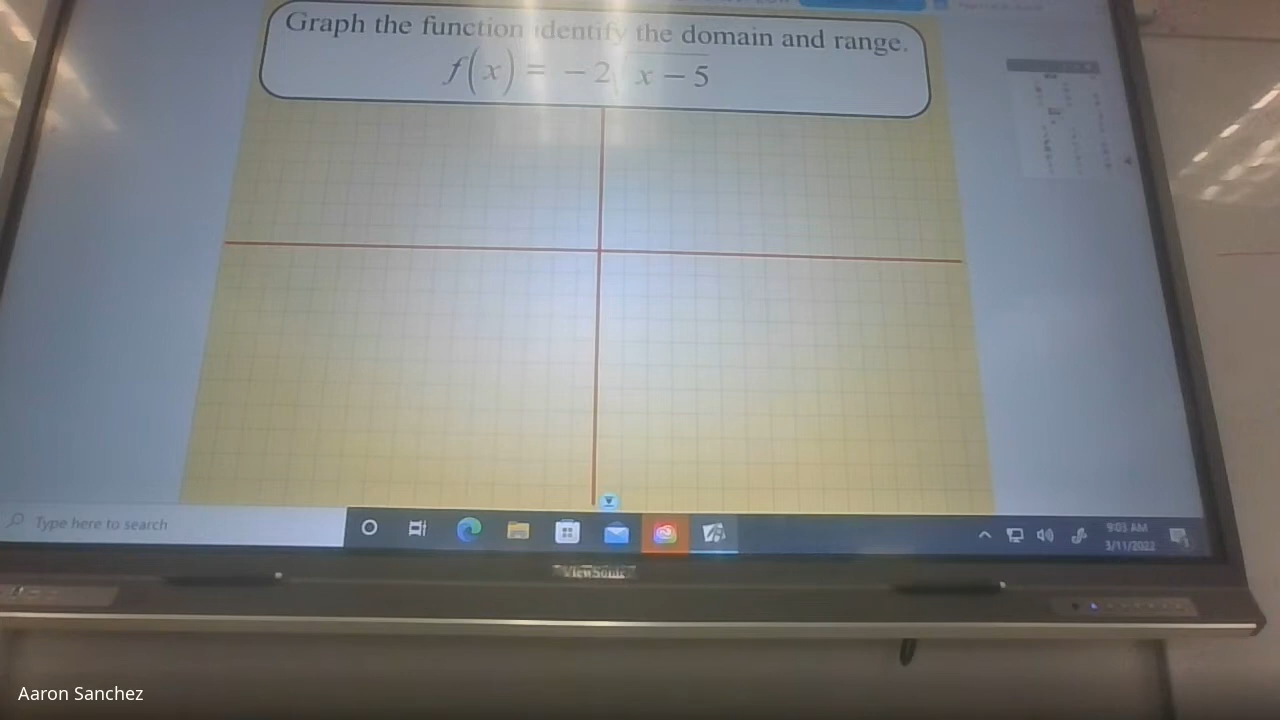 Graph the function identify the domain and range.
f(x) = −2√x − 5
Type here to search
9:03 AM
3/11/2022
ViewSonic
Aaron Sanchez